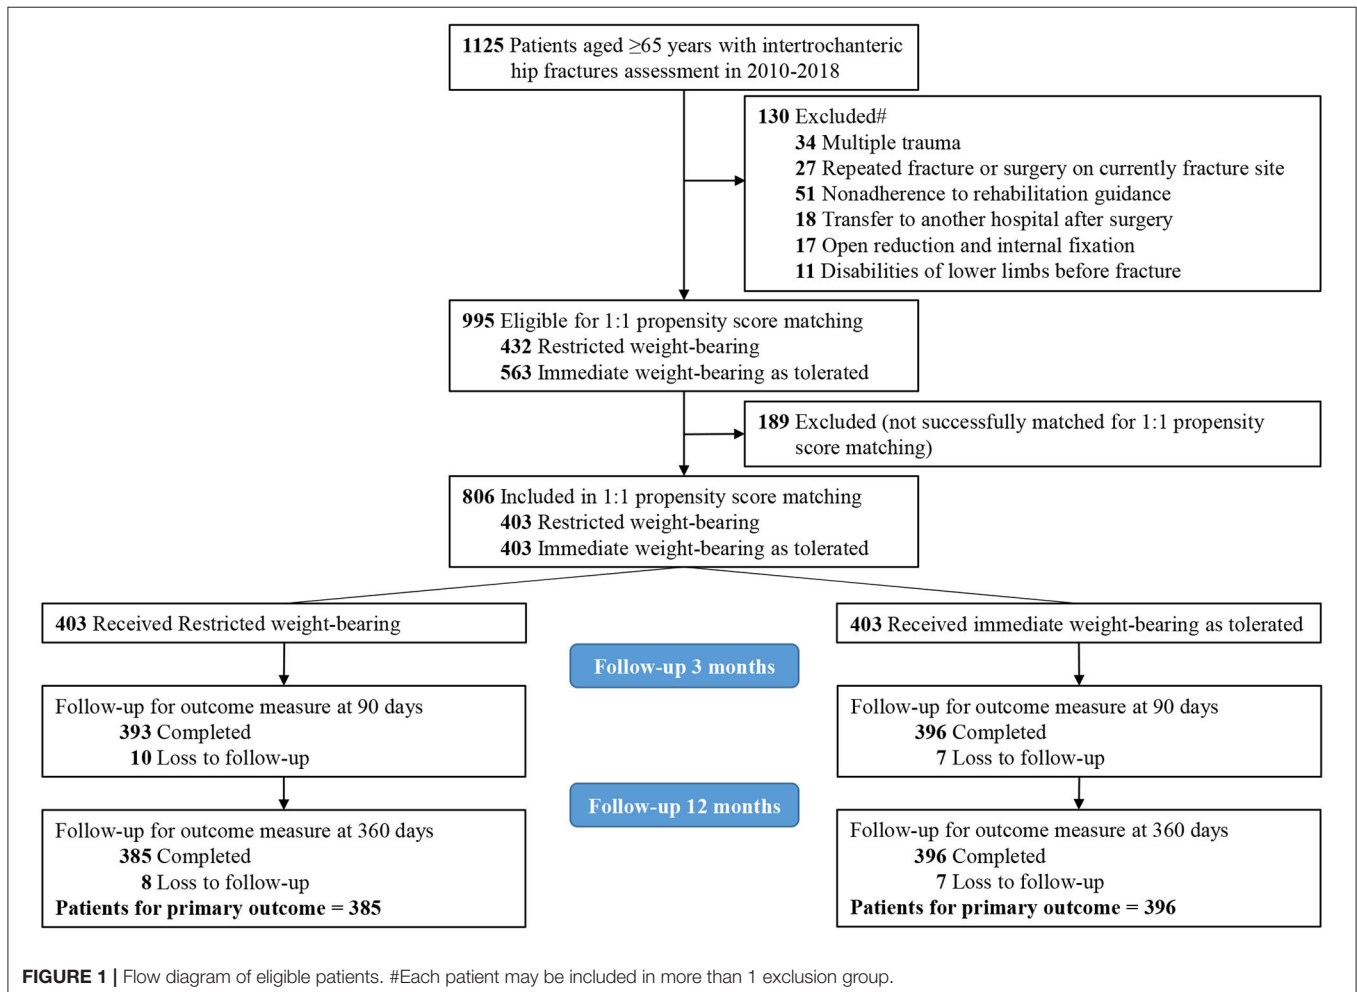 1125 Patients aged ≥65 years with intertrochanteric
hip fractures assessment in 2010-2018
130 Excluded#
34 Multiple trauma
27 Repeated fracture or surgery on currently fracture site
51 Nonadherence to rehabilitation guidance
18 Transfer to another hospital after surgery
17 Open reduction and internal fixation
11 Disabilities of lower limbs before fracture
995 Eligible for 1:1 propensity score matching
432 Restricted weight-bearing
563 Immediate weight-bearing as tolerated
189 Excluded (not successfully matched for 1:1 propensity
score matching)
806 Included in 1:1 propensity score matching
403 Restricted weight-bearing
403 Immediate weight-bearing as tolerated
403 Received Restricted weight-bearing
403 Received immediate weight-bearing as tolerated
Follow-up 3 months
Follow-up for outcome measure at 90 days
393 Completed
10 Loss to follow-up
Follow-up for outcome measure at 90 days
396 Completed
7 Loss to follow-up
Follow-up 12 months
Follow-up for outcome measure at 360 days
385 Completed
8 Loss to follow-up
Patients for primary outcome = 385
Follow-up for outcome measure at 360 days
396 Completed
7 Loss to follow-up
Patients for primary outcome = 396
FIGURE 1 | Flow diagram of eligible patients. #Each patient may be included in more than 1 exclusion group.